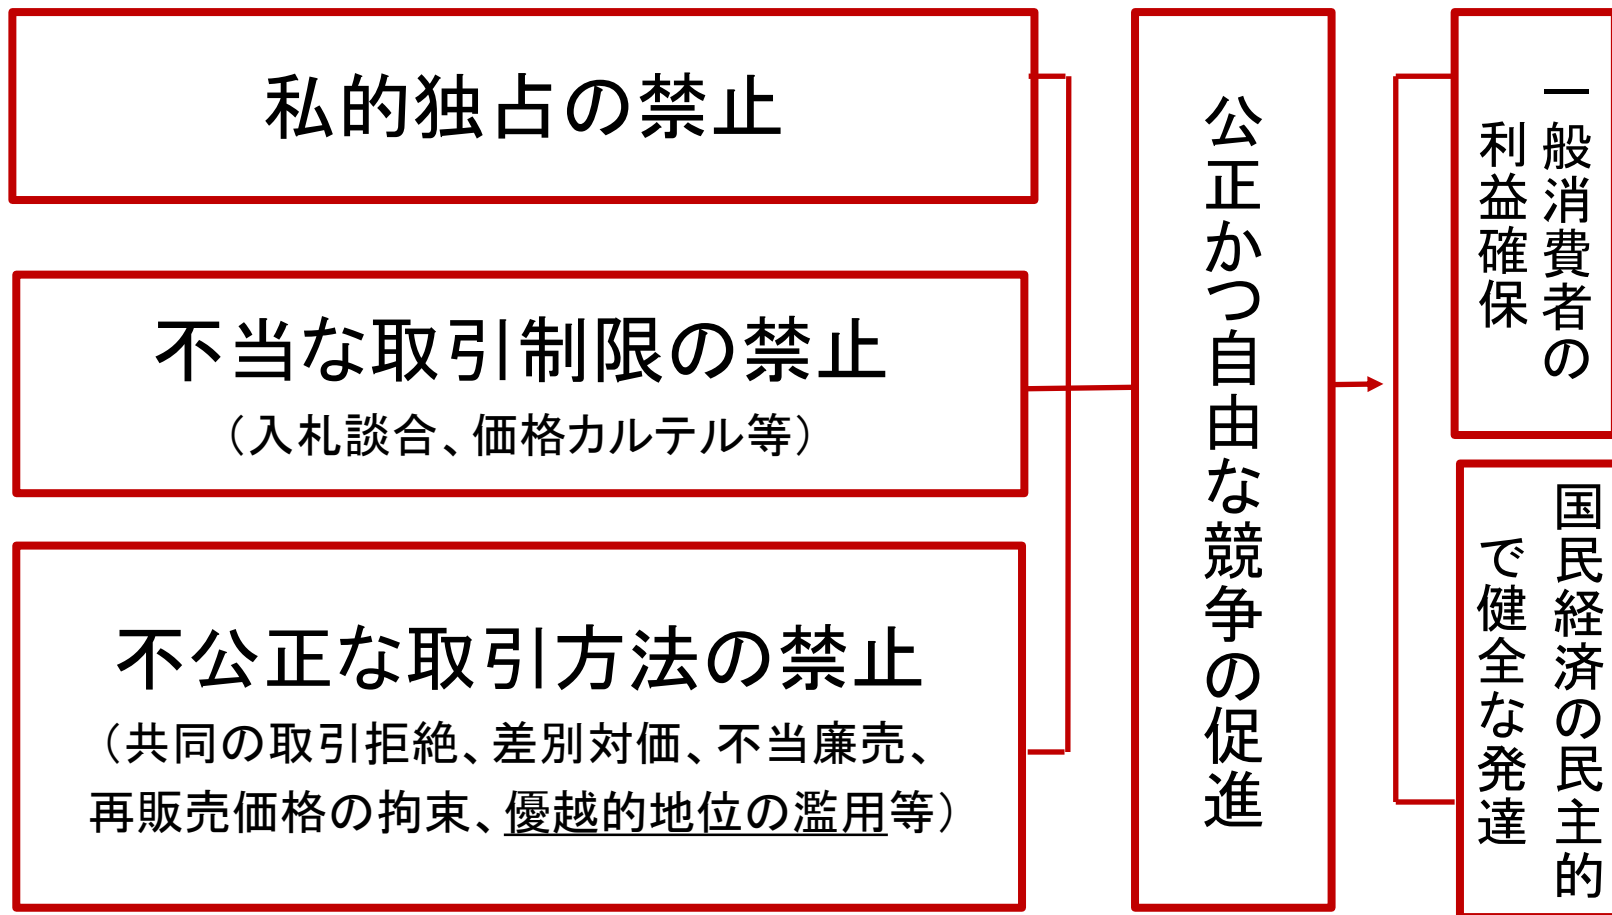 私的独占の禁止
不当な取引制限の禁止
（入札談合、価格カルテル等）
不公正な取引方法の禁止
（共同の取引拒絶、差別対価、不当廉売、
再販売価格の拘束、優越的地位の濫用等）
公正かつ自由な競争の促進
一般消費者の
利益確保
国民経済の民主的
で健全な発達